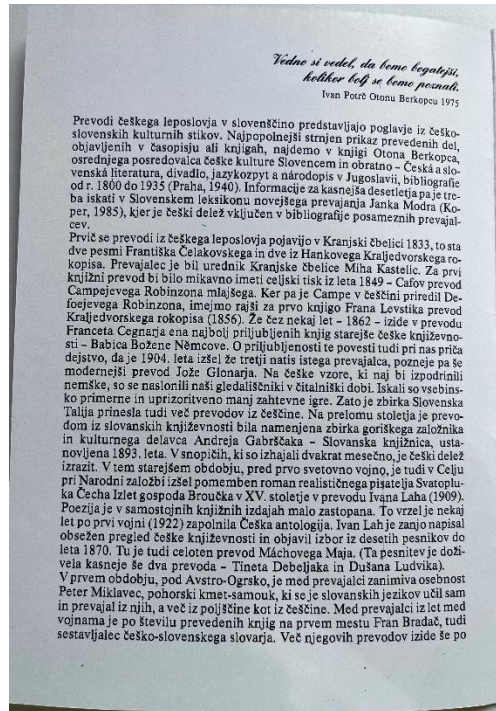 Vedno si vedel, da bomo bogatejši,
kolikor bolj se bomo poznali.
Ivan Potrč Otonu Berkopcu 1975
Prevodi češkega leposlovja v slovenščino predstavljajo poglavje iz češko-
slovenskih kulturnih stikov. Najpopolnejši strnjen prikaz prevedenih del,
objavljenih v časopisju ali knjigah, najdemo v knjigi Otona Berkopca,
osrednjega posredovalca češke kulture Slovencem in obratno – Česká a slo-
venská literatura, divadlo, jazykozpyt a národopis v Jugoslavii, bibliografie
od r. 1800 do 1935 (Praha, 1940). Informacije za kasnejša desetletja pa je tre-
ba iskati v Slovenskem leksikonu novejšega prevajanja Janka Modra (Ko-
per, 1985), kjer je češki delež vključen v bibliografije posameznih prevajal-
cev.
Prvič se prevodi iz češkega leposlovja pojavijo v Kranjski čbelici 1833, to sta
dve pesmi Františka Čelakovskega in dve iz Hankovega Kraljedvorskega ro-
kopisa. Prevajalec je bil urednik Kranjske čbelice Miha Kastelic. Za prvi
knjižni prevod bi bilo mikavno imeti celjski tisk iz leta 1849 – Cafov prevod
Campejevega Robinzona mlajšega. Ker pa je Campe v češčini priredil De-
foejevega Robinzona, imejmo rajši za prvo knjigo Frana Levstika prevod
Kraljedvorskega rokopisa (1856). Že čez nekaj let – 1862 – izide v prevodu
Franceta Cegnarja ena najbolj priljubljenih knjig starejše češke književno-
sti – Babica Božene Němcove. O priljubljenosti te povesti tudi pri nas priča
dejstvo, da je 1904. leta izšel že tretji natis istega prevajalca, pozneje pa še
modernejši prevod Jože Glonarja. Na češke vzore, ki naj bi izpodrinili
nemške, so se naslonili naši gledališčniki v čitalniški dobi. Iskali so vsebins-
ko primerne in uprizoritveno manj zahtevne igre. Zato je zbirka Slovenska
Talija prinesla tudi več prevodov iz češčine. Na prelomu stoletja je prevo-
dom iz slovanskih književnosti bila namenjena zbirka goriškega založnika
in kulturnega delavca Andreja Gabrščaka – Slovanska knjižnica, usta-
novljena 1893. leta. V snopičih, ki so izhajali dvakrat mesečno, je češki delež
izrazit. V tem starejšem obdobju, pred prvo svetovno vojno, je tudi v Celju
pri Narodni založbi izšel pomemben roman realističnega pisatelja Svatoplu-
ka Čecha Izlet gospoda Broučka v XV. stoletje v prevodu Ivana Laha (1909).
Poezija je v samostojnih knjižnih izdajah malo zastopana. To vrzel je nekaj
let po prvi vojni (1922) zapolnila Češka antologija. Ivan Lah je zanjo napisal
obsežen pregled češke književnosti in objavil izbor iz desetih pesnikov do
leta 1870. Tu je tudi celoten prevod Máchovega Maja. (Ta pesnitev je doži-
vela kasneje še dva prevoda – Tineta Debeljaka in Dušana Ludvika).
V prvem obdobju, pod Avstro-Ogrsko, je med prevajalci zanimiva osebnost
Peter Miklavec, pohorski kmet-samouk, ki se je slovanskih jezikov učil sam
in prevajal iz njih, a več iz poljščine kot iz češčine. Med prevajalci iz let med
vojnama je po številu prevedenih knjig na prvem mestu Fran Bradač, tudi
sestavljalec češko-slovenskega slovarja. Več njegovih prevodov izide še po